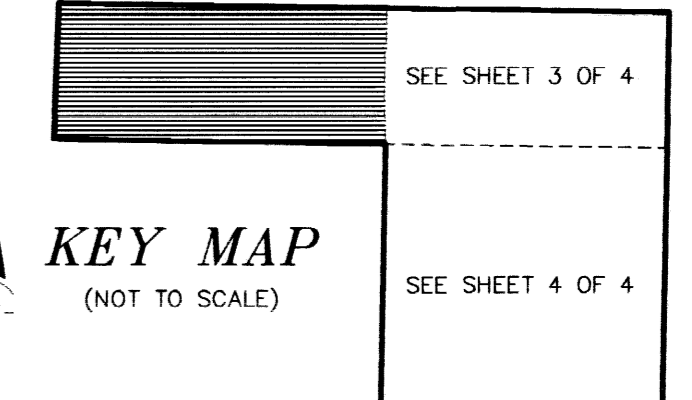 SEE SHEET 3 OF 4
KEY MAP
(NOT TO SCALE)
SEE SHEET 4 OF 4